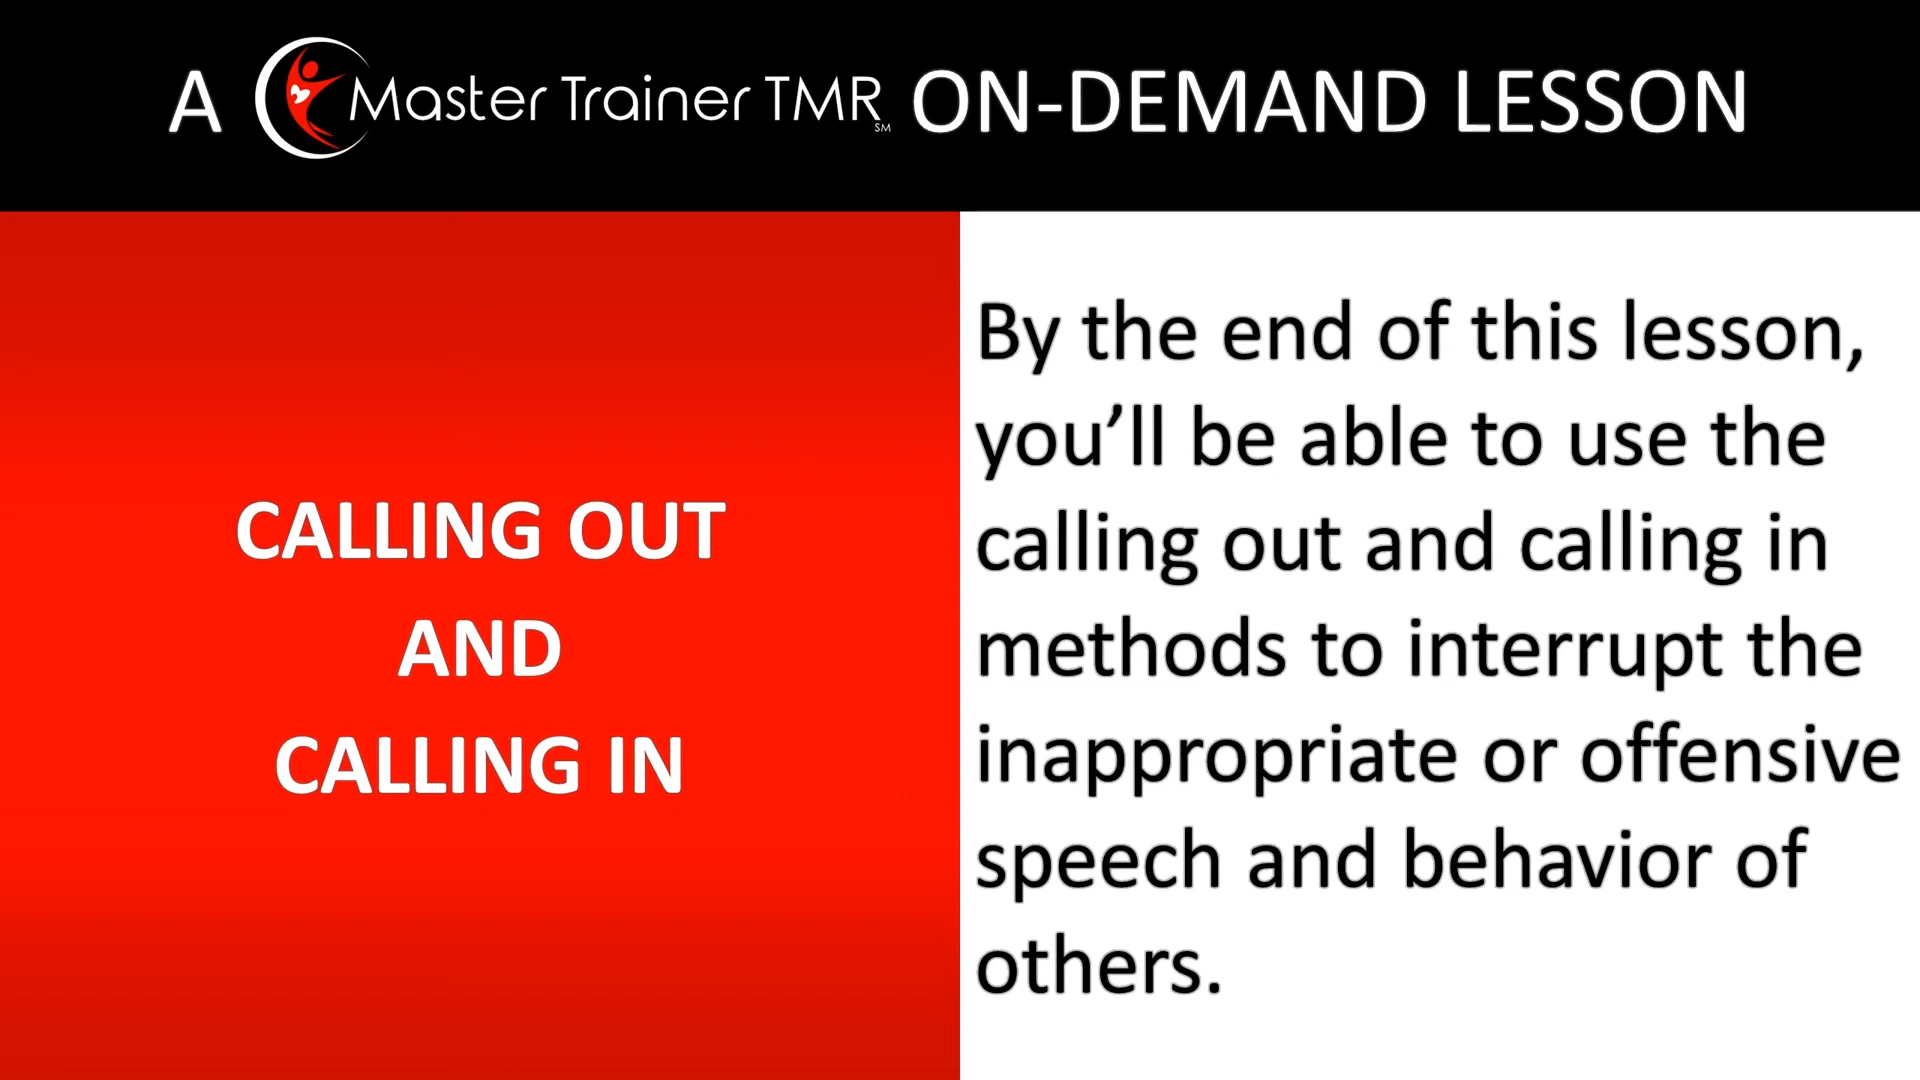 A Master Trainer TMR SM ON-DEMAND LESSON
CALLING OUT
AND
CALLING IN
By the end of this lesson,
you’ll be able to use the
calling out and calling in
methods to interrupt the
inappropriate or offensive
speech and behavior of
others.